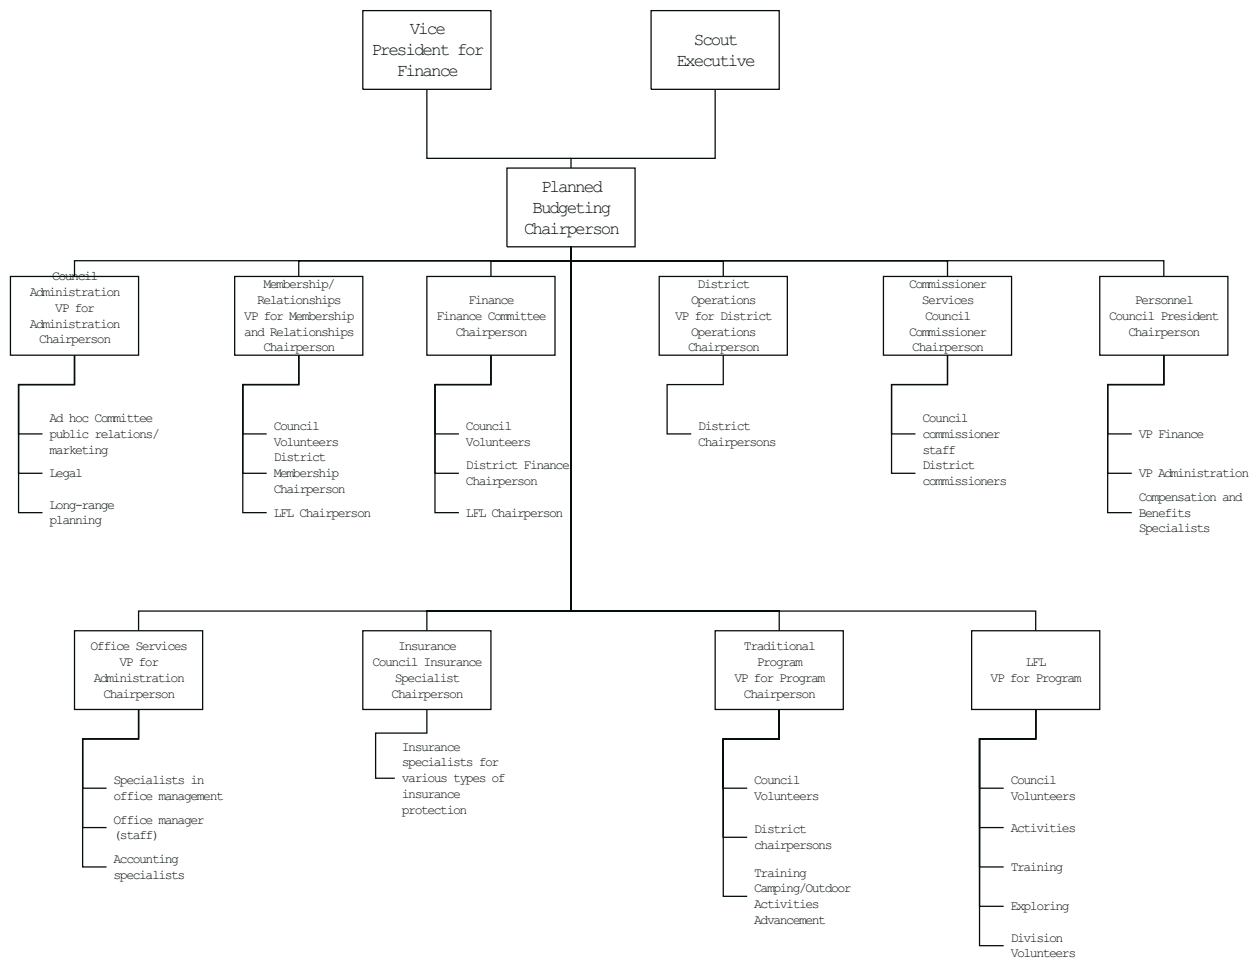 Vice
President for
Finance
Scout
Executive
Planned
Budgeting
Chairperson
Council
Administration
VP for
Administration
Chairperson
Membership/
Relationships
VP for Membership
and Relationships
Chairperson
Finance
Finance Committee
Chairperson
District
Operations
VP for District
Operations
Chairperson
Commissioner
Services
Council
Commissioner
Chairperson
Personnel
Council President
Chairperson
Ad hoc Committee
public relations/
marketing
Legal
Long-range
planning
Council
Volunteers
District
Membership
Chairperson
LFL Chairperson
Council
Volunteers
District Finance
Chairperson
LFL Chairperson
District
Chairpersons
Council
commissioner
staff
District
commissioners
VP Finance
VP Administration
Compensation and
Benefits
Specialists
Office Services
VP for
Administration
Chairperson
Insurance
Council Insurance
Specialist
Chairperson
Traditional
Program
VP for Program
Chairperson
LFL
VP for Program
Specialists in
office management
Office manager
(staff)
Accounting
specialists
Insurance
specialists for
various types of
insurance
protection
Council
Volunteers
District
chairpersons
Training
Camping/Outdoor
Activities
Advancement
Council
Volunteers
Activities
Training
Exploring
Division
Volunteers